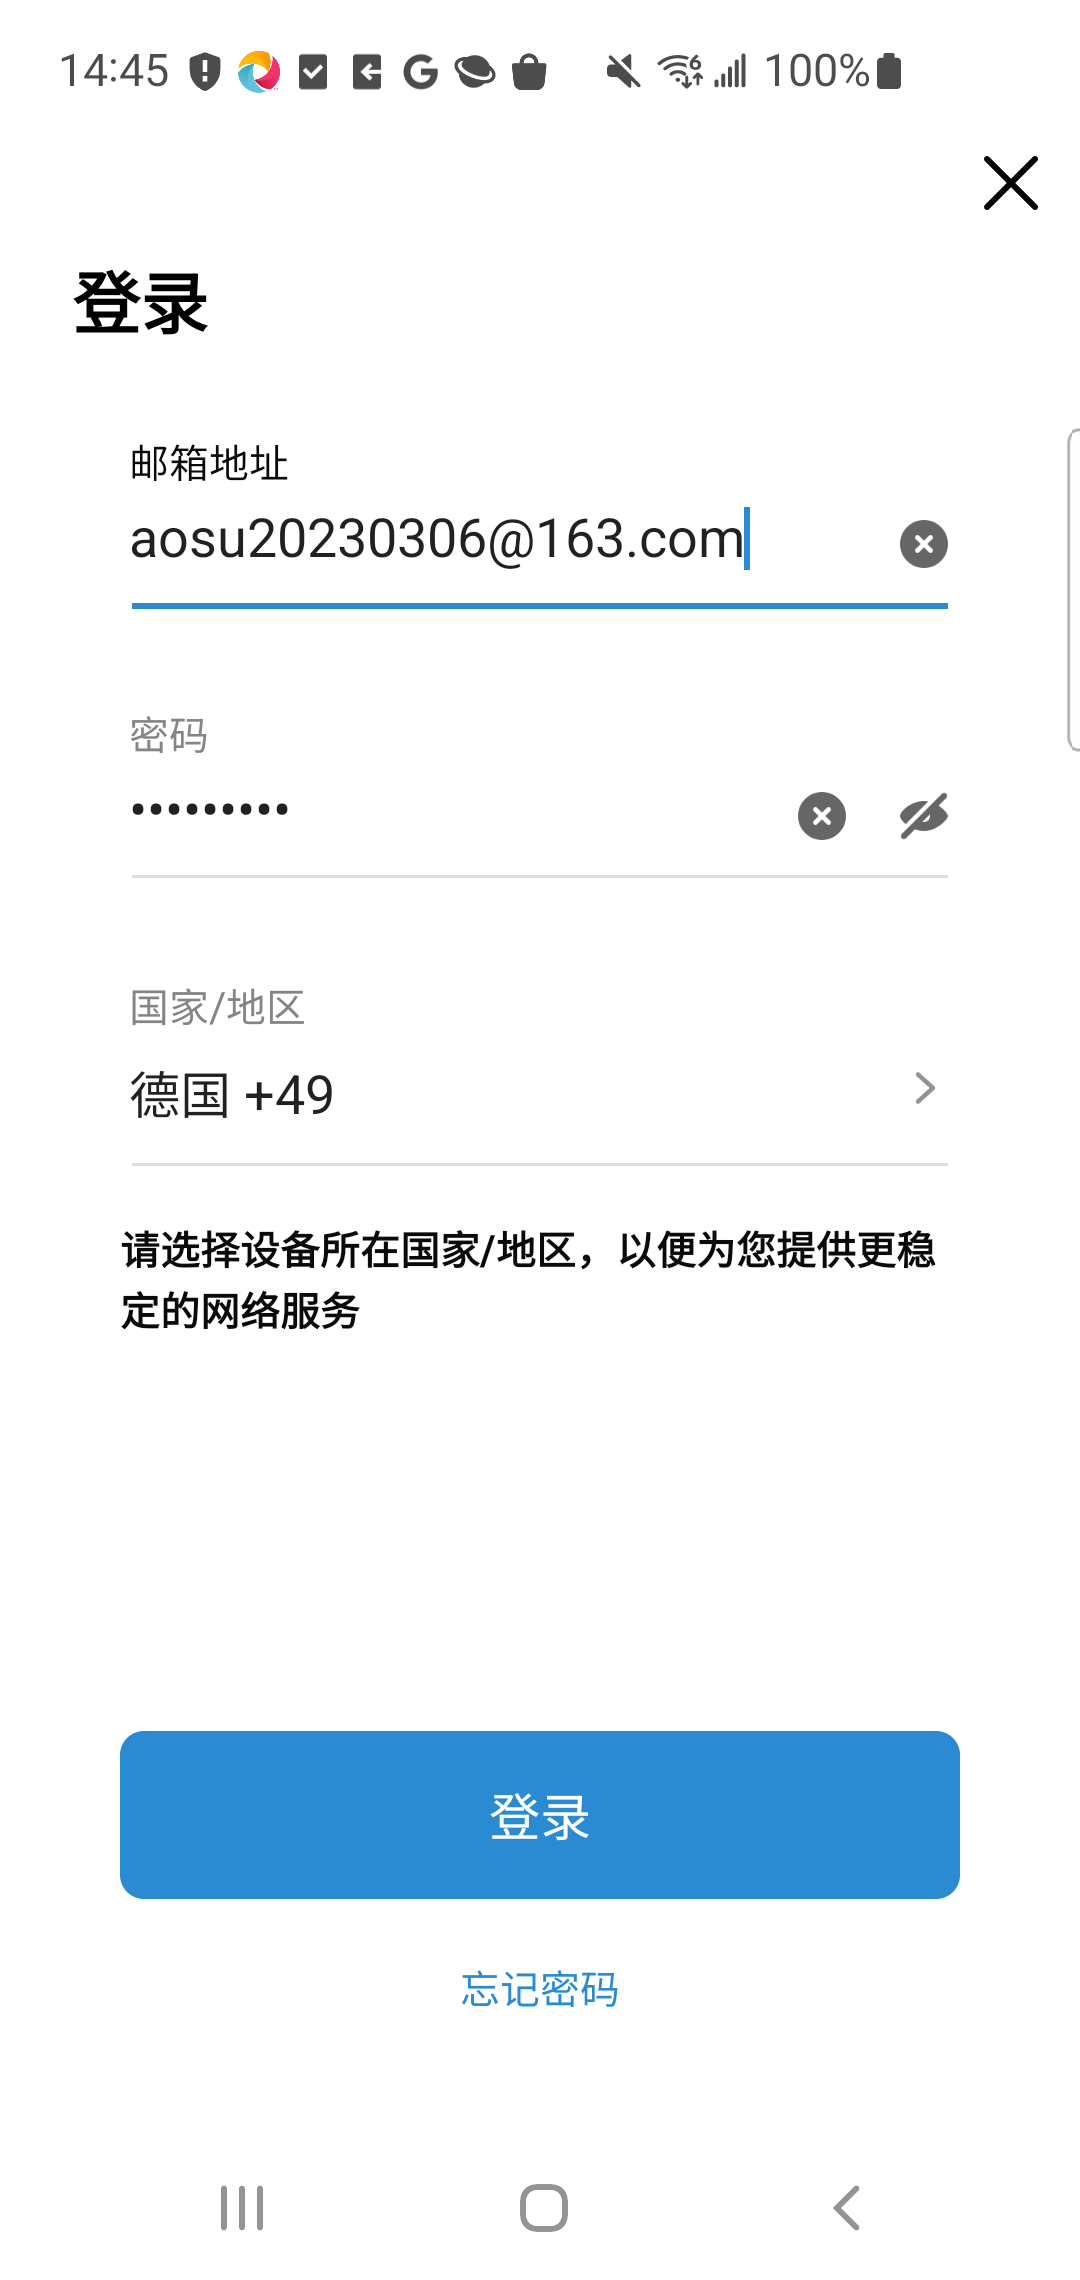 14:45
100%
登录
邮箱地址
aosu20230306@163.com
密码
•••••••••
国家/地区
德国 +49
请选择设备所在国家/地区，以便为您提供更稳
定的网络服务
登录
忘记密码